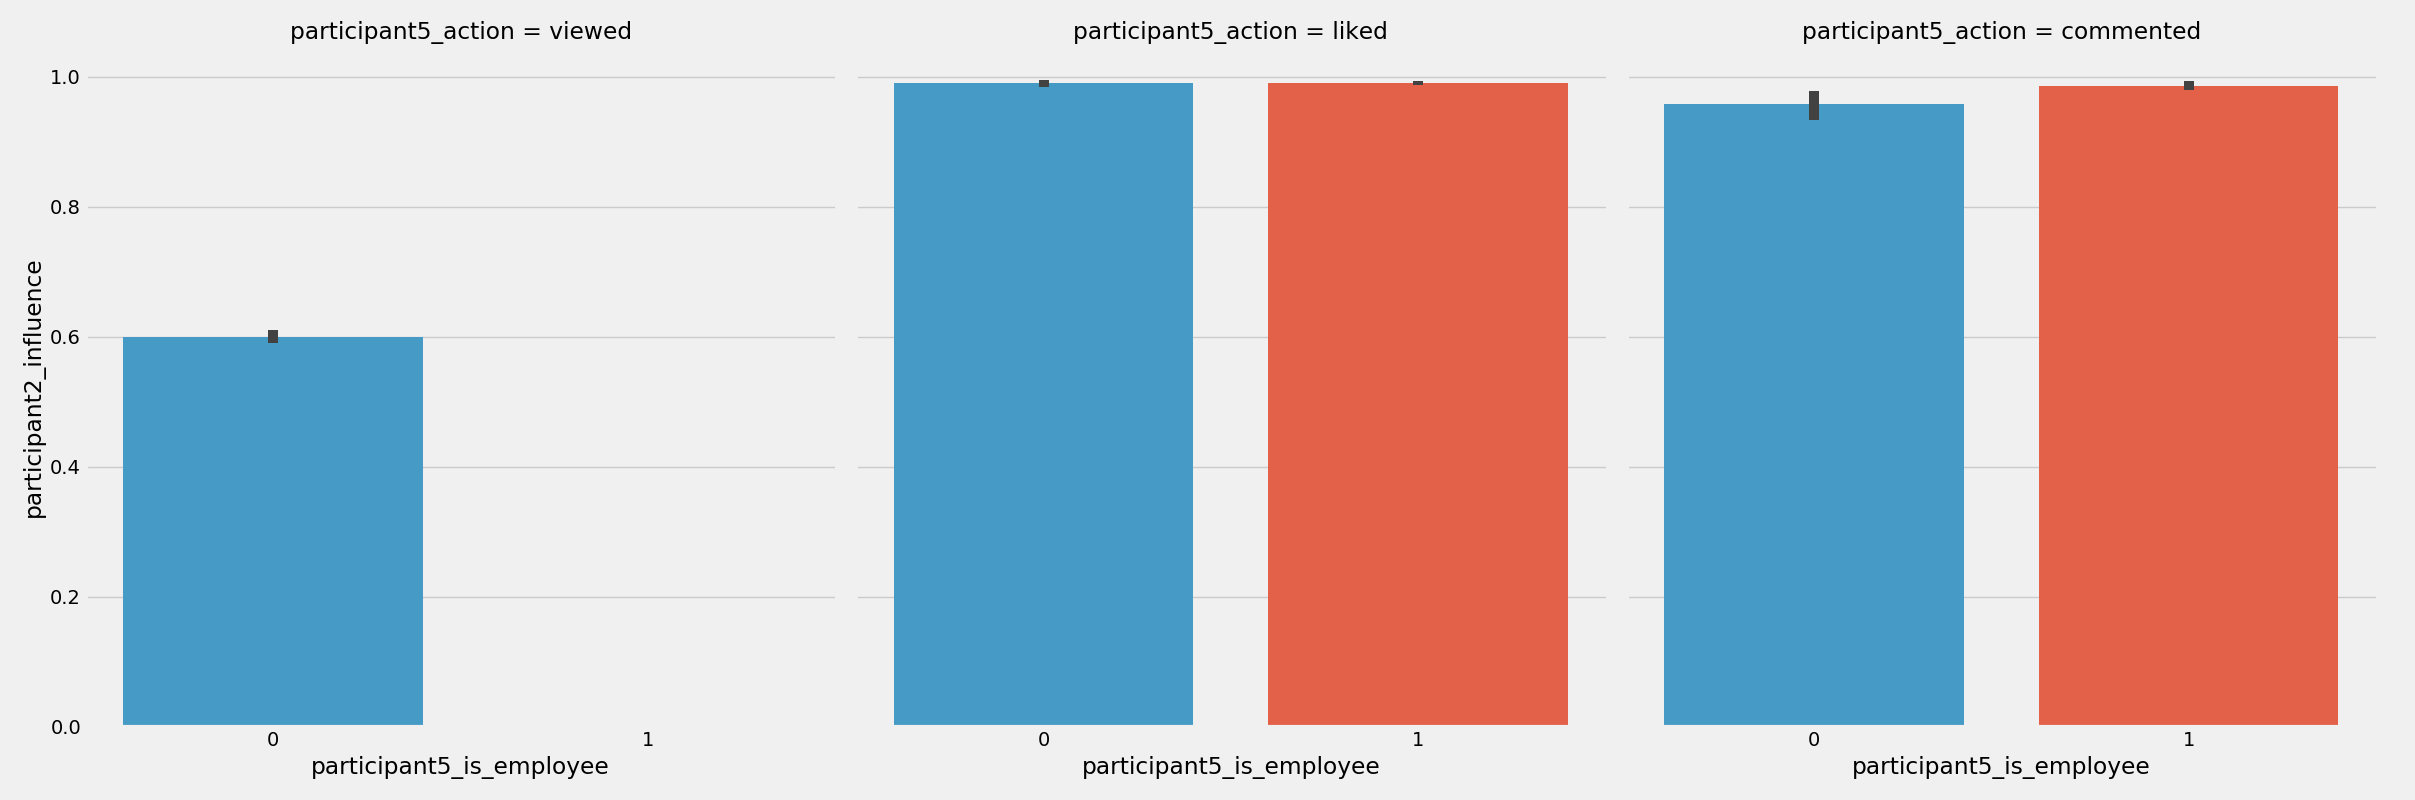 participant5_action = viewed
participant5_action = liked
participant5_action = commented
participant2_influence
1.0
0.8
0.6
0.4
0.2
0.0
0
1
0
1
0
1
participant5_is_employee
participant5_is_employee
participant5_is_employee